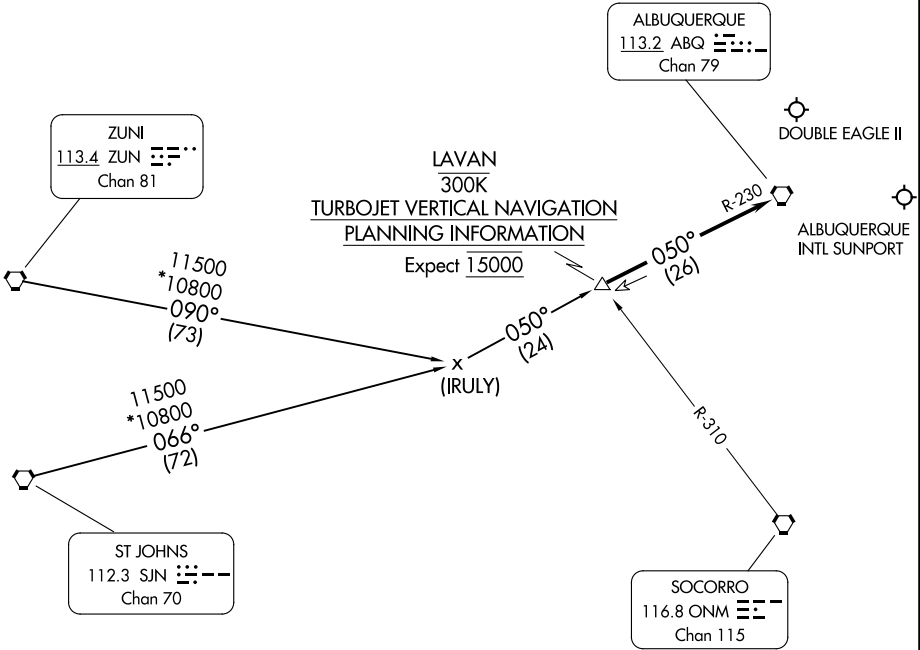 ALBUQUERQUE
113.2 ABQ
Chan 79
DOUBLE EAGLE II
ZUNI
113.4 ZUN
Chan 81
LAVAN
300K
TURBOJET VERTICAL NAVIGATION
PLANNING INFORMATION
Expect 15000
R-230
ALBUQUERQUE
INTL SUNPORT
050°
(26)
11500
*10800
090°
(73)
050°
(24)
X
(IRULY)
11500
*10800
066°
(72)
R-310
ST JOHNS
112.3 SJN
Chan 70
SOCORRO
116.8 ONM
Chan 115